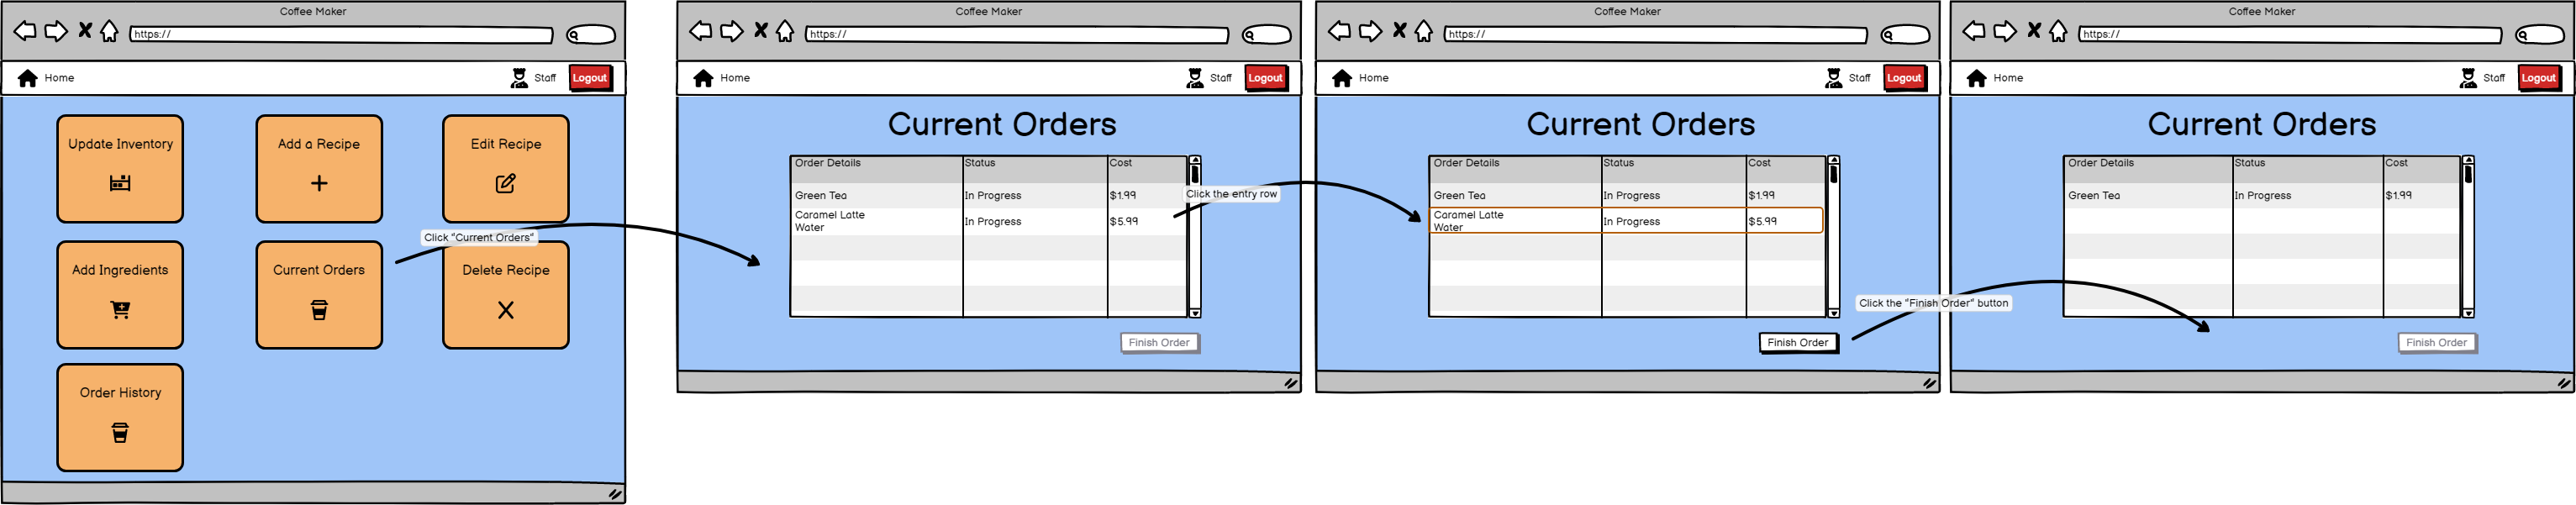 Coffee Maker
https://
Home
Staff
Logout
Update Inventory
Add a Recipe
Edit Recipe
Click "Current Orders"
Add Ingredients
Current Orders
Delete Recipe
Order History
Coffee Maker
https://
Home
Staff
Logout
Current Orders
Order Details Status Cost
Green Tea In Progress $1.99
Caramel Latte
Water In Progress $5.99
Click the entry row
Finish Order
Coffee Maker
https://
Home
Staff
Logout
Current Orders
Order Details Status Cost
Green Tea In Progress $1.99
Caramel Latte
Water In Progress $5.99
Finish Order
Click the "Finish Order" button
Coffee Maker
https://
Home
Staff
Logout
Current Orders
Order Details Status Cost
Green Tea In Progress $1.99
Finish Order